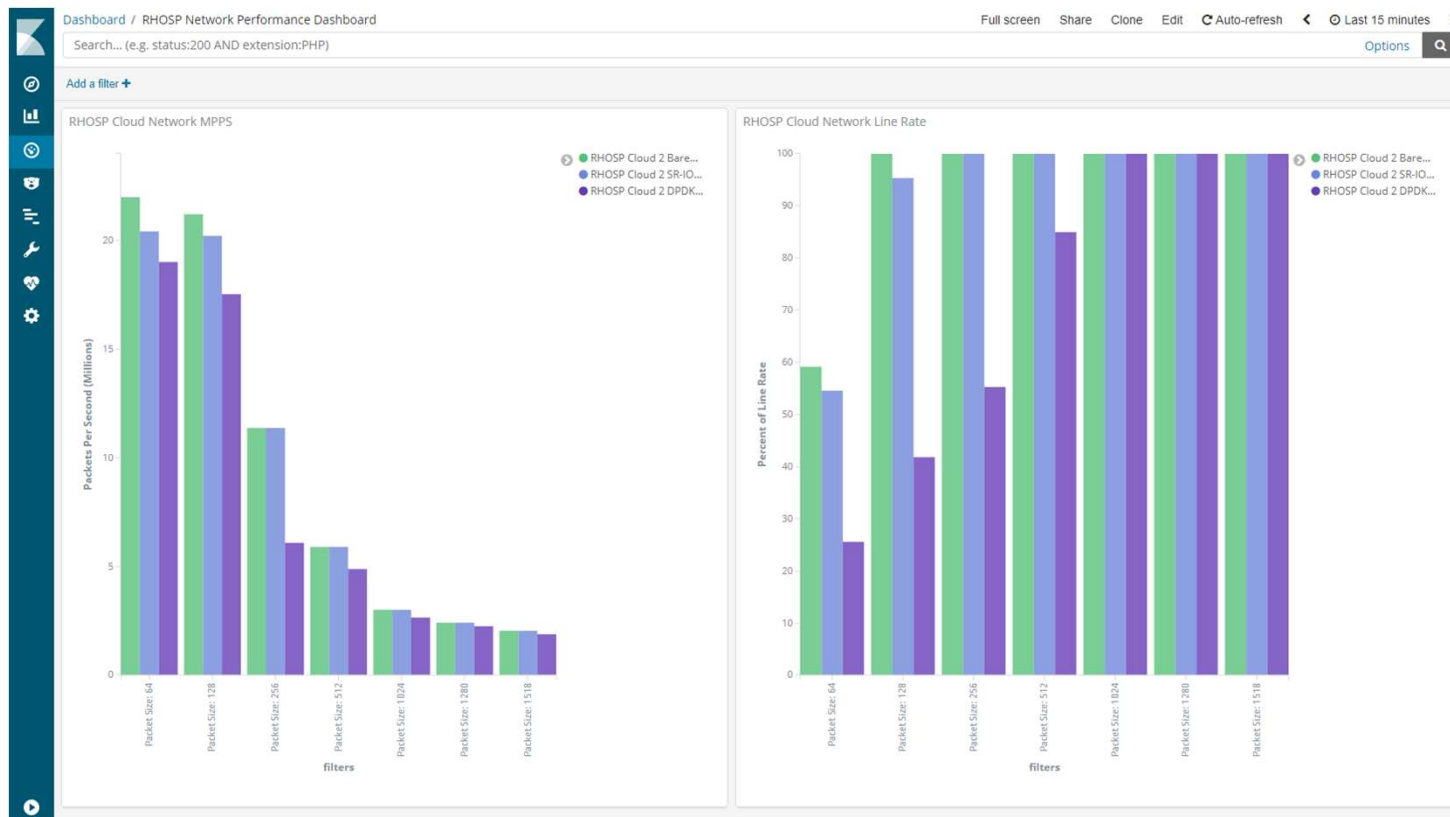 Dashboard / RHOSP Network Performance Dashboard
Full screen Share Clone Edit Auto-refresh Last 15 minutes
Search... (e.g. status:200 AND extension:PHP)
Options
Add a filter +
RHOSP Cloud Network MPPS
RHOSP Cloud 2 Bare...
RHOSP Cloud 2 SR-IO...
RHOSP Cloud 2 DPDK...
20
15
10
5
0
Packets Per Second (Millions)
Packet Size: 64
Packet Size: 128
Packet Size: 256
Packet Size: 512
Packet Size: 1024
Packet Size: 1280
Packet Size: 1518
filters
RHOSP Cloud Network Line Rate
RHOSP Cloud 2 Bare...
RHOSP Cloud 2 SR-IO...
RHOSP Cloud 2 DPDK...
100
90
80
70
60
50
40
30
20
10
0
Percent of Line Rate
Packet Size: 64
Packet Size: 128
Packet Size: 256
Packet Size: 512
Packet Size: 1024
Packet Size: 1280
Packet Size: 1518
filters